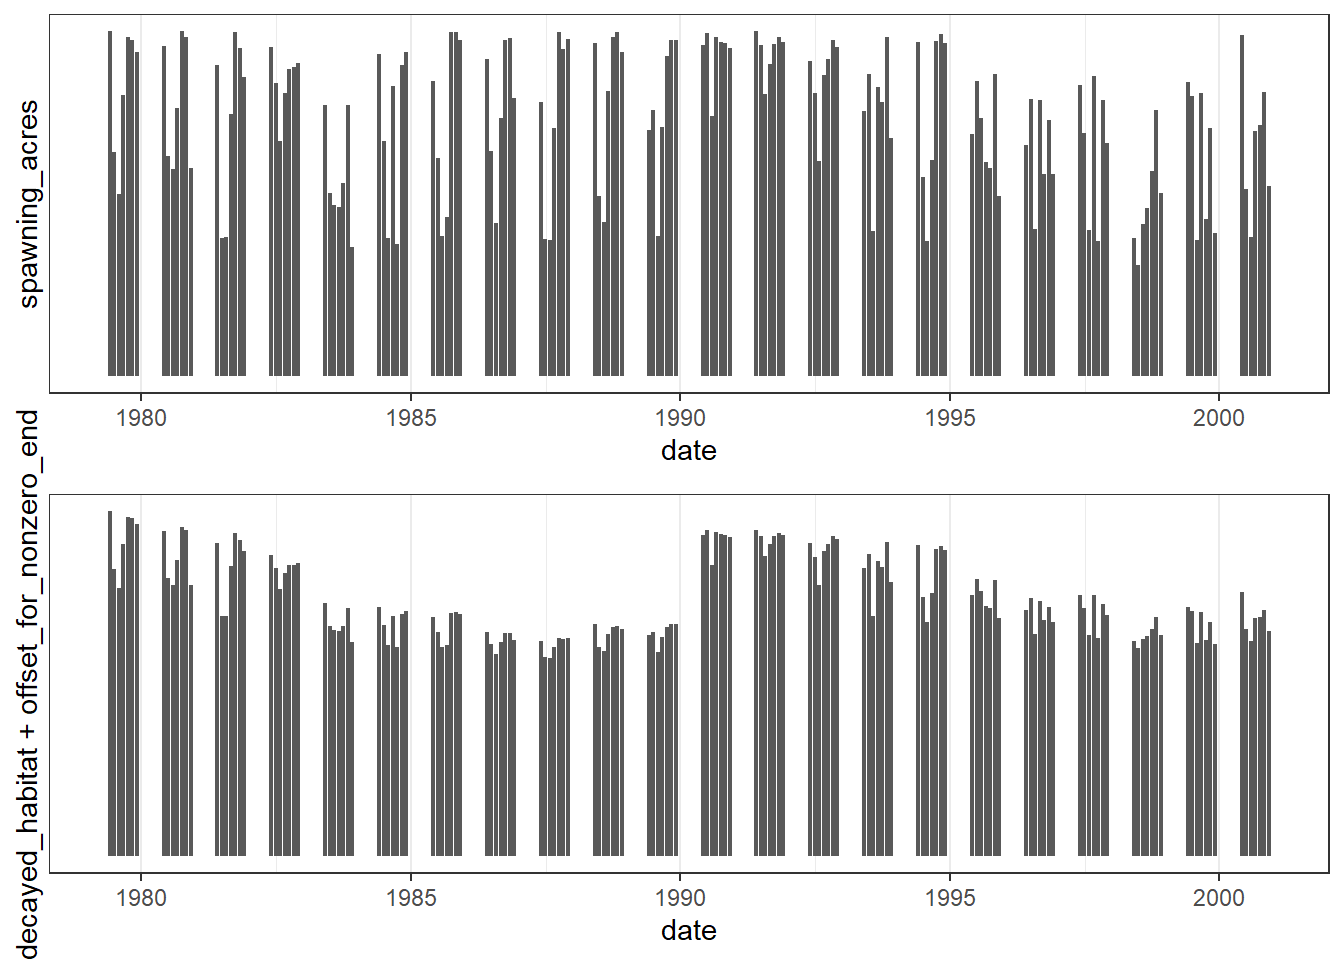 spawning_acres
1980 1985 1990 1995 2000
date
decayed_habitat + offset_for_nonzero_end
1980 1985 1990 1995 2000
date